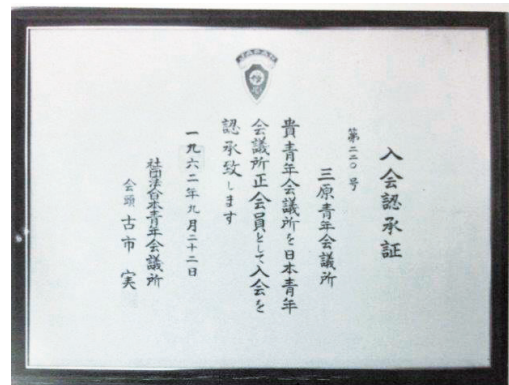 JAPAN
入会認承証
第二二〇号
三原青年会議所
貴青年会議所を日本青年
会議所正会員として入会を
認承致します
一九六二年九月二十二日
社団法人日本青年会議所
会頭 古市 実